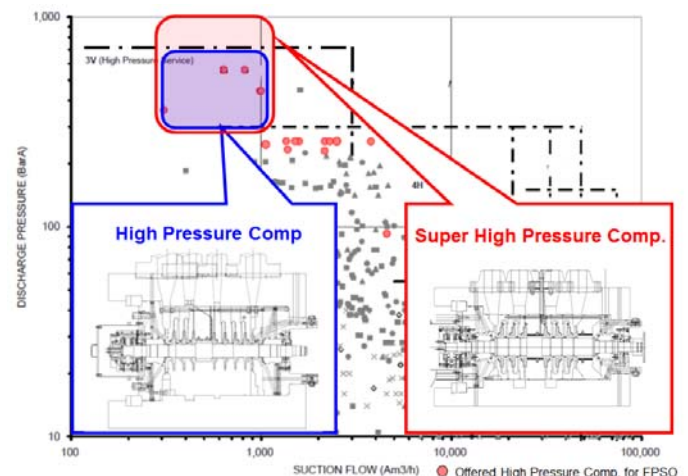 1,000
3V (High Pressure Service)
DISCHARGE PRESSURE (BarA)
100
4H
High Pressure Comp
Super High Pressure Comp.
10
100
1,000
10,000
100,000
SUCTION FLOW (Am3/h)
Offered High Pressure Comp. for FPSO